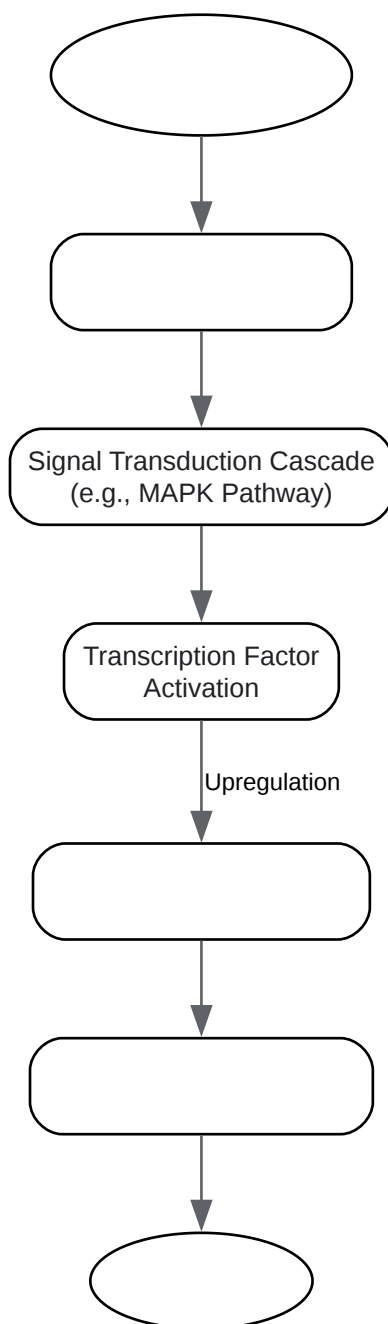 Signal Transduction Cascade
(e.g., MAPK Pathway)
Transcription Factor
Activation
Upregulation